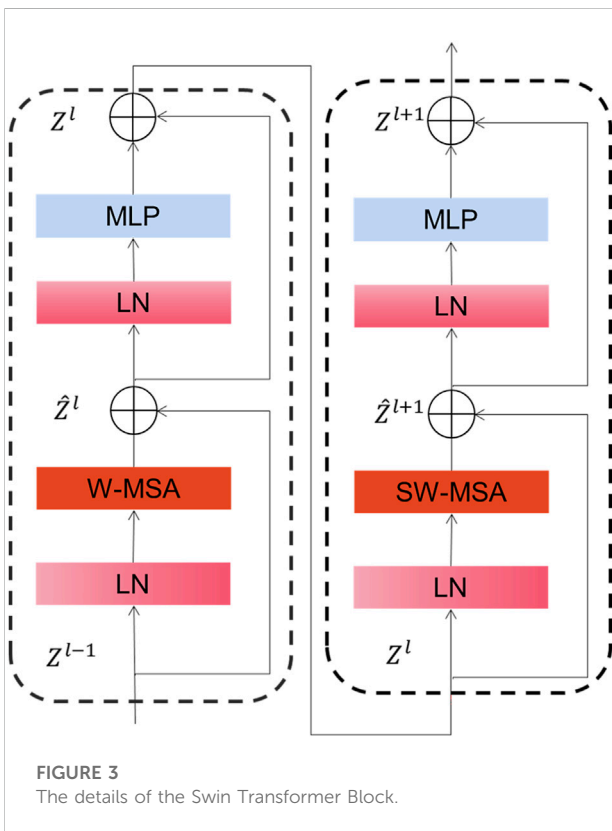 Z^l
MLP
LN
Ẑ^l
W-MSA
LN
Z^{l-1}
Z^{l+1}
MLP
LN
Ẑ^{l+1}
SW-MSA
LN
Z^l
FIGURE 3
The details of the Swin Transformer Block.